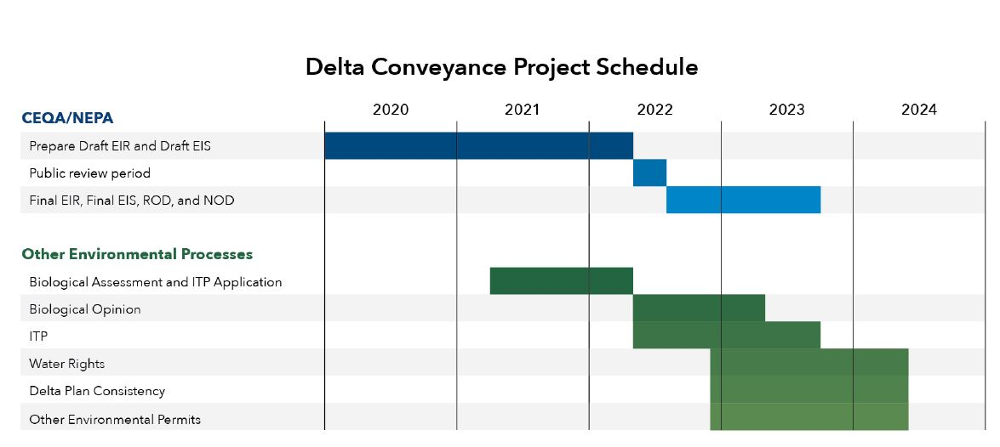 Delta Conveyance Project Schedule
CEQA/NEPA 2020 2021 2022 2023 2024
Prepare Draft EIR and Draft EIS
Public review period
Final EIR, Final EIS, ROD, and NOD
Other Environmental Processes
Biological Assessment and ITP Application
Biological Opinion
ITP
Water Rights
Delta Plan Consistency
Other Environmental Permits